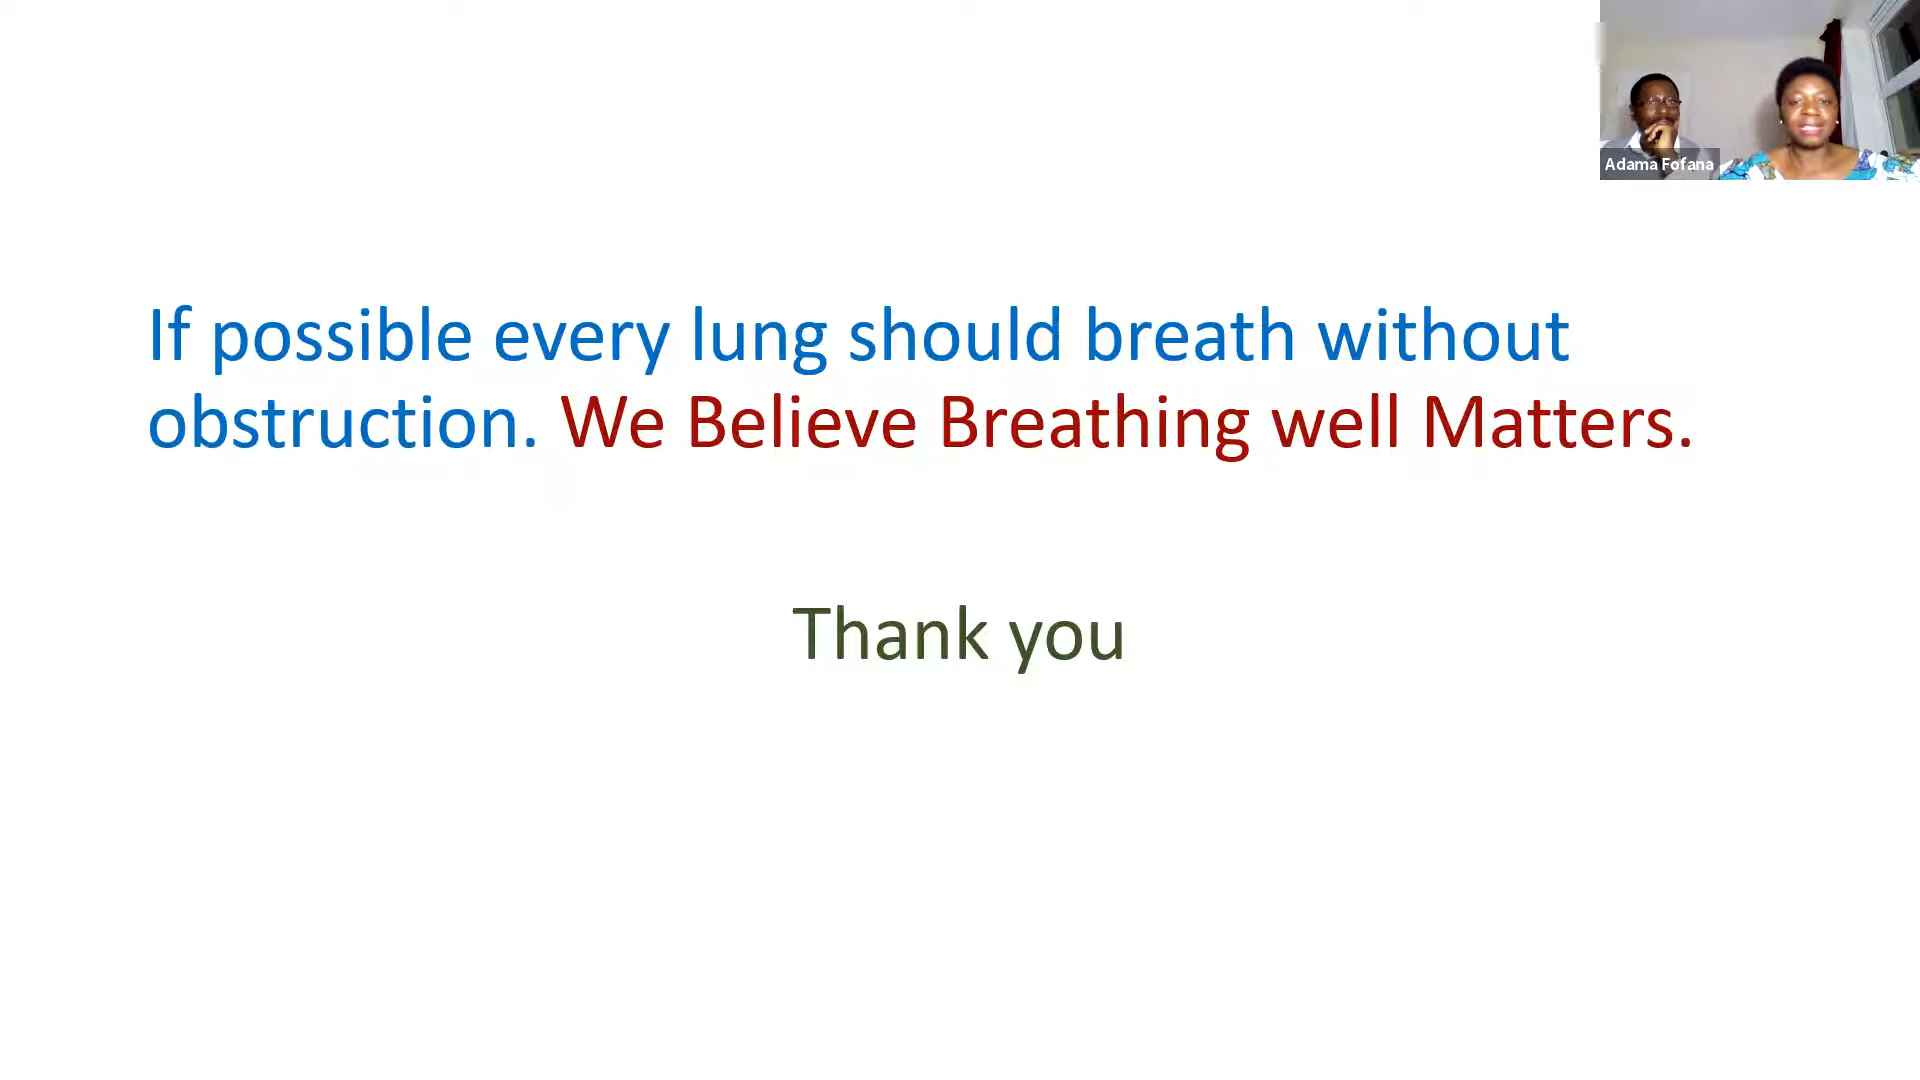 Adama Fofana
If possible every lung should breath without
obstruction. We Believe Breathing well Matters.
Thank you